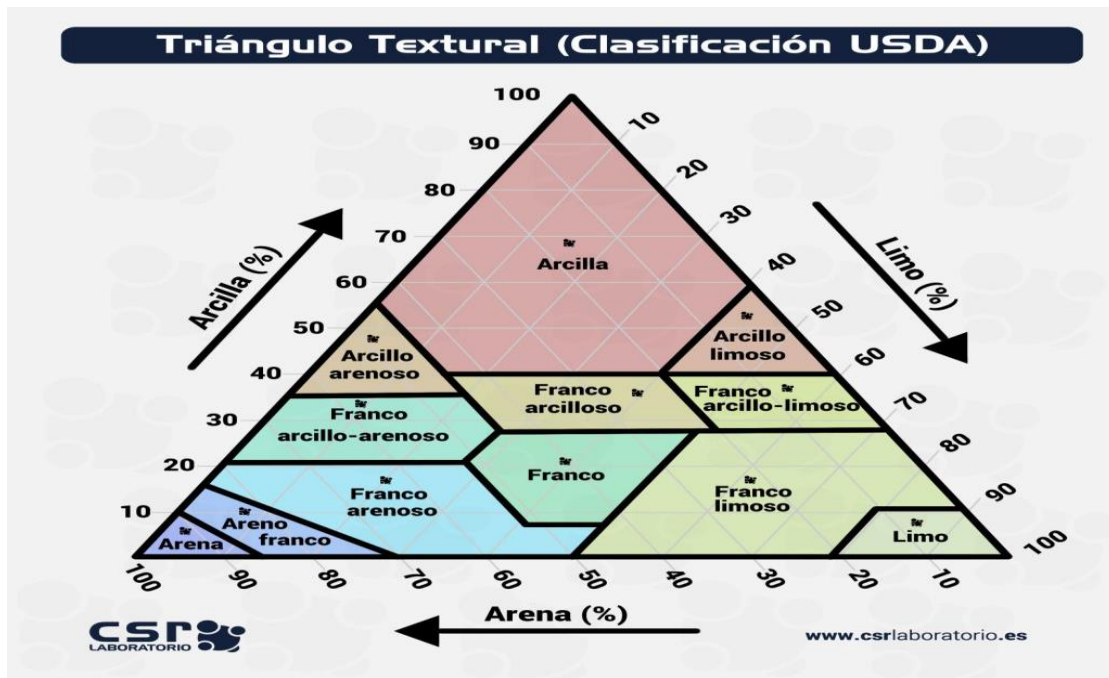 Triángulo Textural (Clasificación USDA)
100
90
80
70
60
50
40
30
20
10
10
20
30
40
50
60
70
80
90
100
Arcilla (%)
Limo (%)
Arcilla
Arcillo
arenoso
Arcillo
limoso
Franco
arcilloso
Franco
arcillo-limoso
Franco
arcillo-arenoso
Franco
Franco
arenoso
Franco
limoso
Areno
franco
Arena
Limo
100
90
80
70
60
50
40
30
20
10
Arena (%)
csr
LABORATORIO
www.csrlaboratorio.es